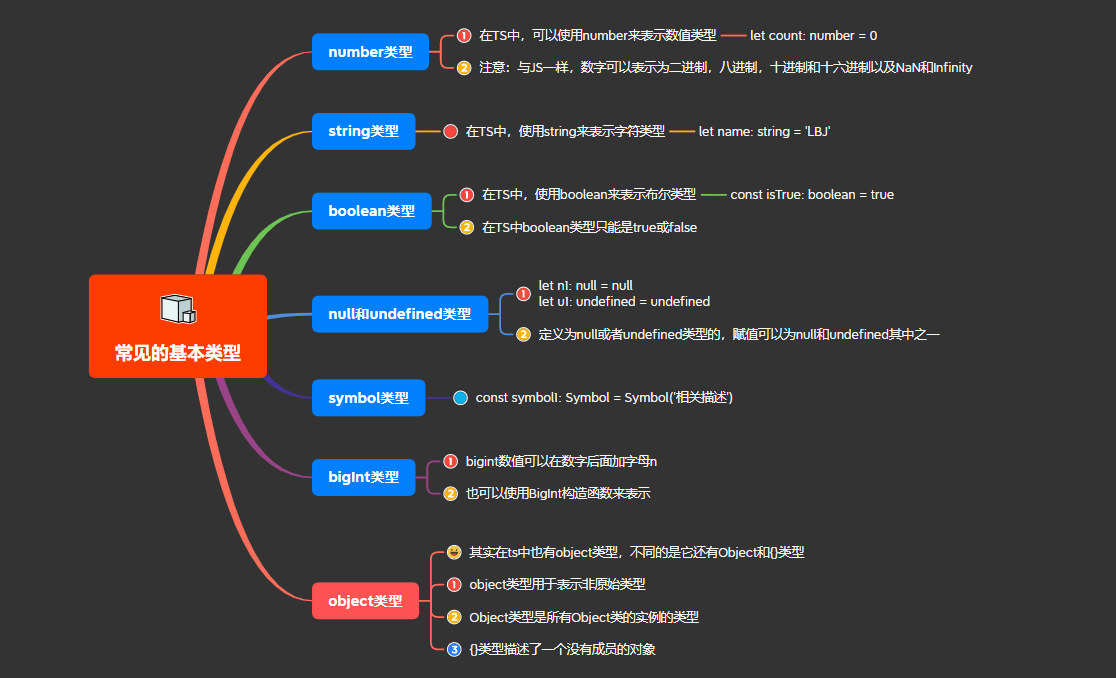 number类型
1 在TS中，可以使用number来表示数值类型
let count: number = 0
2 注意：与JS一样，数字可以表示为二进制，八进制，十进制和十六进制以及NaN和Infinity
string类型
在TS中，使用string来表示字符类型
let name: string = 'LBJ'
boolean类型
1 在TS中，使用boolean来表示布尔类型
const isTrue: boolean = true
2 在TS中boolean类型只能是true或false
常见的基本类型
null和undefined类型
1 let n1: null = null
let u1: undefined = undefined
2 定义为null或者undefined类型的，赋值可以为null和undefined其中之一
symbol类型
const symbol1: Symbol = Symbol('相关描述')
bigInt类型
1 bigint数值可以在数字后面加字母n
2 也可以使用BigInt构造函数来表示
object类型
其实在ts中也有object类型，不同的是它还有Object和{}类型
1 object类型用于表示非原始类型
2 Object类型是所有Object类的实例的类型
3 {}类型描述了一个没有成员的对象